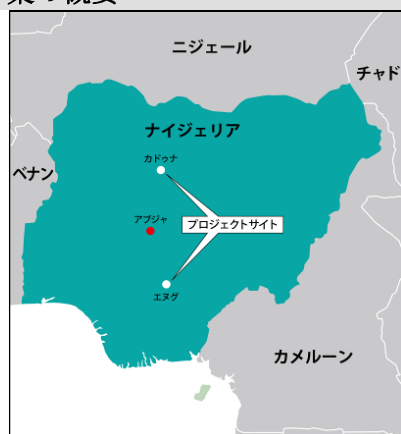 ニジェール
チャド
ナイジェリア
カドゥナ
ベナン
アブジャ
プロジェクトサイト
エヌグ
カメルーン